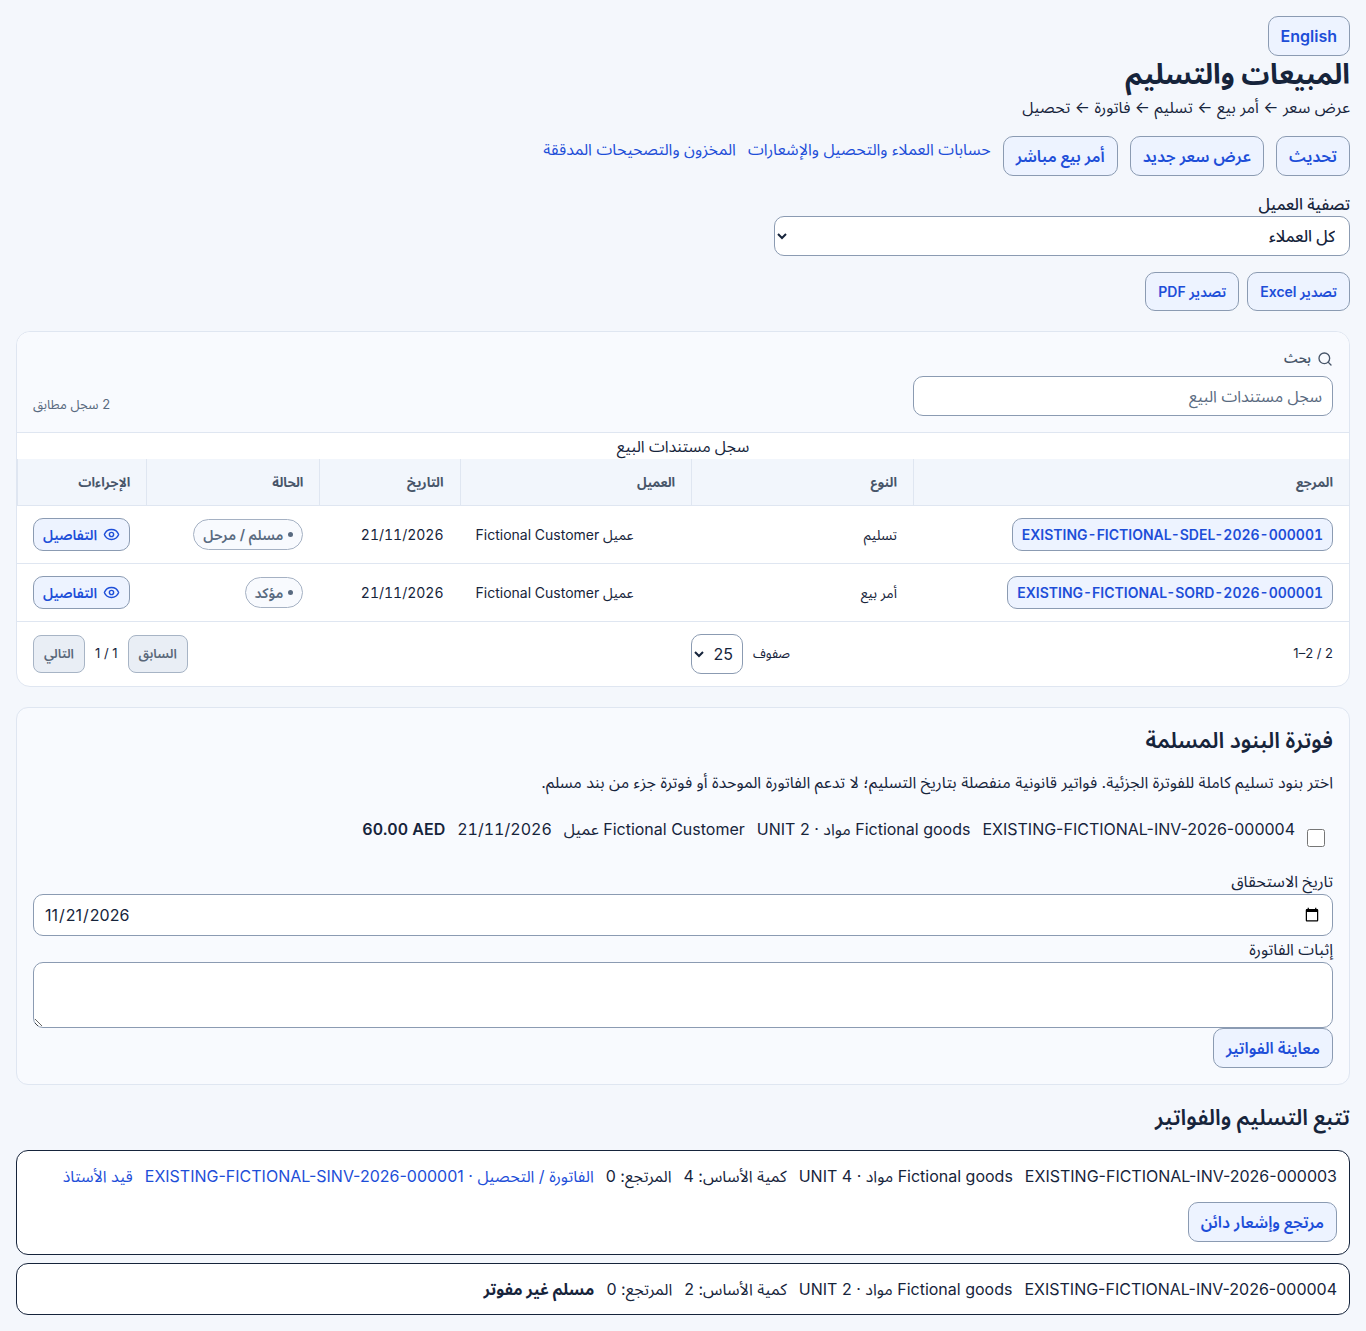 English
المبيعات والتسليم
عرض سعر ← أمر بيع ← تسليم ← فاتورة ← تحصيل
تحديث عرض سعر جديد أمر بيع مباشر حسابات العملاء والتحصيل والإشعارات المخزون والتصحيحات المدققة
تصفية العميل
كل العملاء
تصدير Excel تصدير PDF
بحث
سجل مستندات البيع
2 سجل مطابق
سجل مستندات البيع
المرجع النوع العميل التاريخ الحالة الإجراءات
EXISTING-FICTIONAL-SDEL-2026-000001 تسليم عميل Fictional Customer 21/11/2026 • مسلم / مرحل التفاصيل
EXISTING-FICTIONAL-SORD-2026-000001 أمر بيع عميل Fictional Customer 21/11/2026 • مؤكد التفاصيل
1–2 / 2 صفوف 25 السابق 1 / 1 التالي
فوترة البنود المسلمة
اختر بنود تسليم كاملة للفوترة الجزئية. فواتير قانونية منفصلة بتاريخ التسليم؛ لا تدعم الفاتورة الموحدة أو فوترة جزء من بند مسلم.
EXISTING-FICTIONAL-INV-2026-000004 مواد Fictional goods · 2 UNIT عميل Fictional Customer 21/11/2026 60.00 AED
تاريخ الاستحقاق
11/21/2026
إثبات الفاتورة
معاينة الفواتير
تتبع التسليم والفواتير
EXISTING-FICTIONAL-INV-2026-000003 مواد Fictional goods · 4 UNIT كمية الأساس: 4 المرتجع: 0 الفاتورة / التحصيل · EXISTING-FICTIONAL-SINV-2026-000001 قيد الأستاذ
مرتجع وإشعار دائن
EXISTING-FICTIONAL-INV-2026-000004 مواد Fictional goods · 2 UNIT كمية الأساس: 2 المرتجع: 0 مسلم غير مفوتر